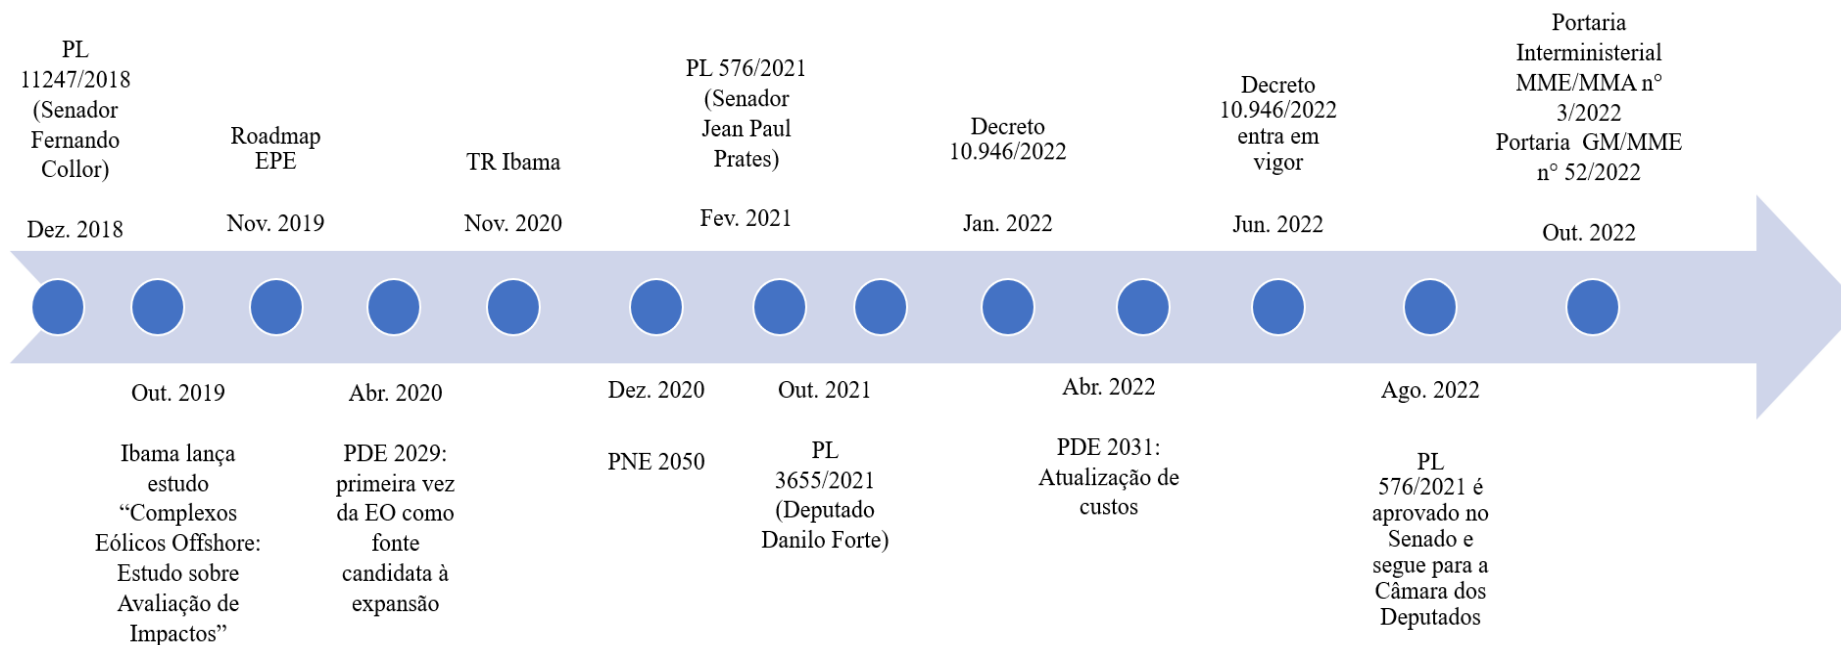 PL
11247/2018
(Senador
Fernando
Collor)
Dez. 2018
Roadmap
EPE
Nov. 2019
TR Ibama
Nov. 2020
PL 576/2021
(Senador
Jean Paul
Prates)
Fev. 2021
Decreto
10.946/2022
Jan. 2022
Decreto
10.946/2022
entra em
vigor
Jun. 2022
Portaria
Interministerial
MME/MMA n°
3/2022
Portaria GM/MME
n° 52/2022
Out. 2022
Out. 2019
Ibama lança
estudo
“Complexos
Eólicos Offshore:
Estudo sobre
Avaliação de
Impactos”
Abr. 2020
PDE 2029:
primeira vez
da EO como
fonte
candidata à
expansão
Dez. 2020
PNE 2050
Out. 2021
PL
3655/2021
(Deputado
Danilo Forte)
Abr. 2022
PDE 2031:
Atualização de
custos
Ago. 2022
PL
576/2021 é
aprovado no
Senado e
segue para a
Câmara dos
Deputados